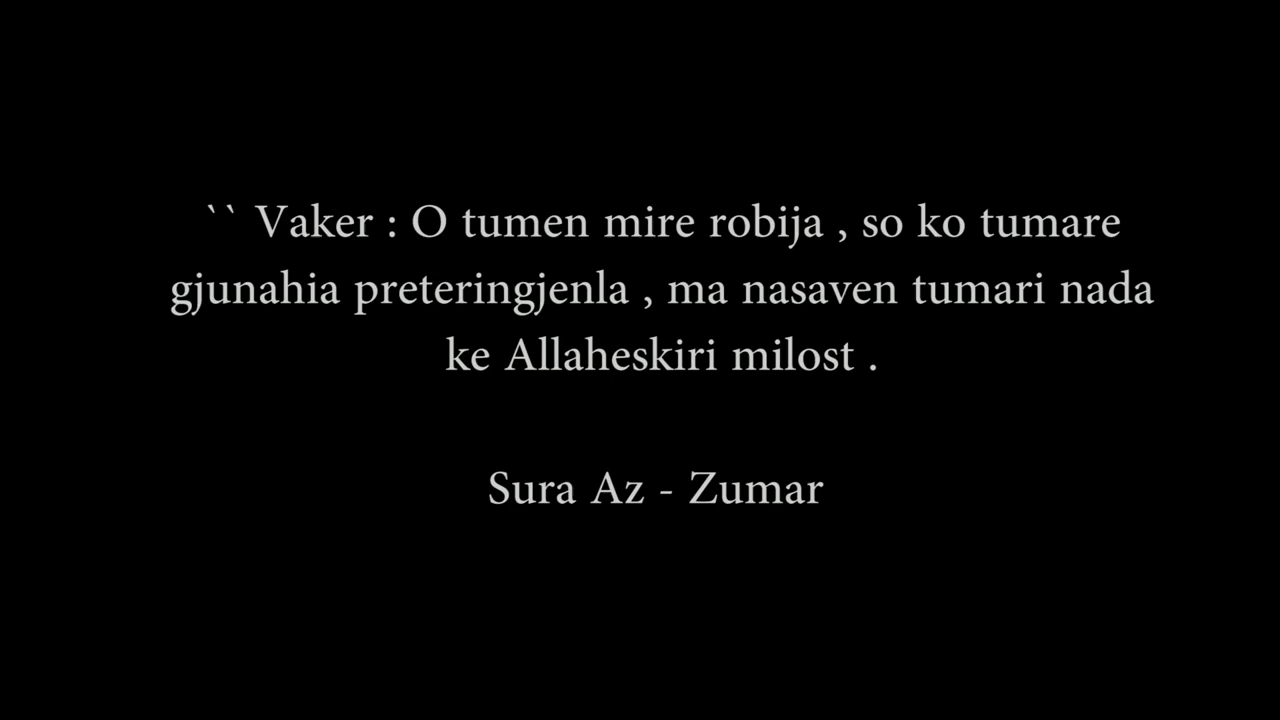 `` Vaker : O tumen mire robija , so ko tumare
gjunahia preteringjenla , ma nasaven tumari nada
ke Allaheskiri milost .
Sura Az - Zumar